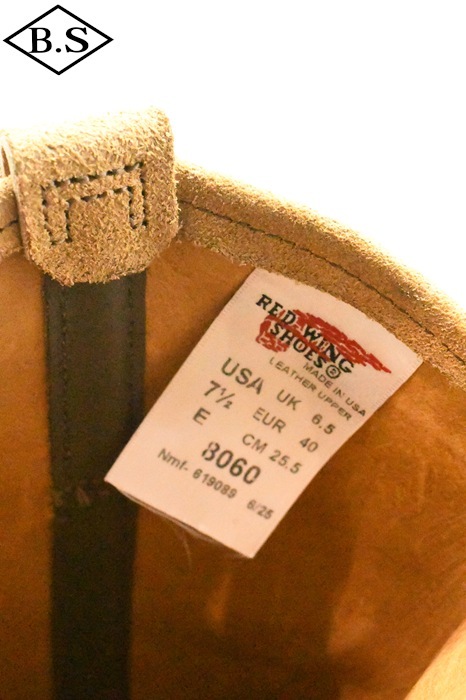 B.S
RED WING
SHOES®
MADE IN USA
LEATHER UPPER
USA UK 6.5
7½ EUR 40
E CM 25.5
8060
Nmf- 619089 6/25